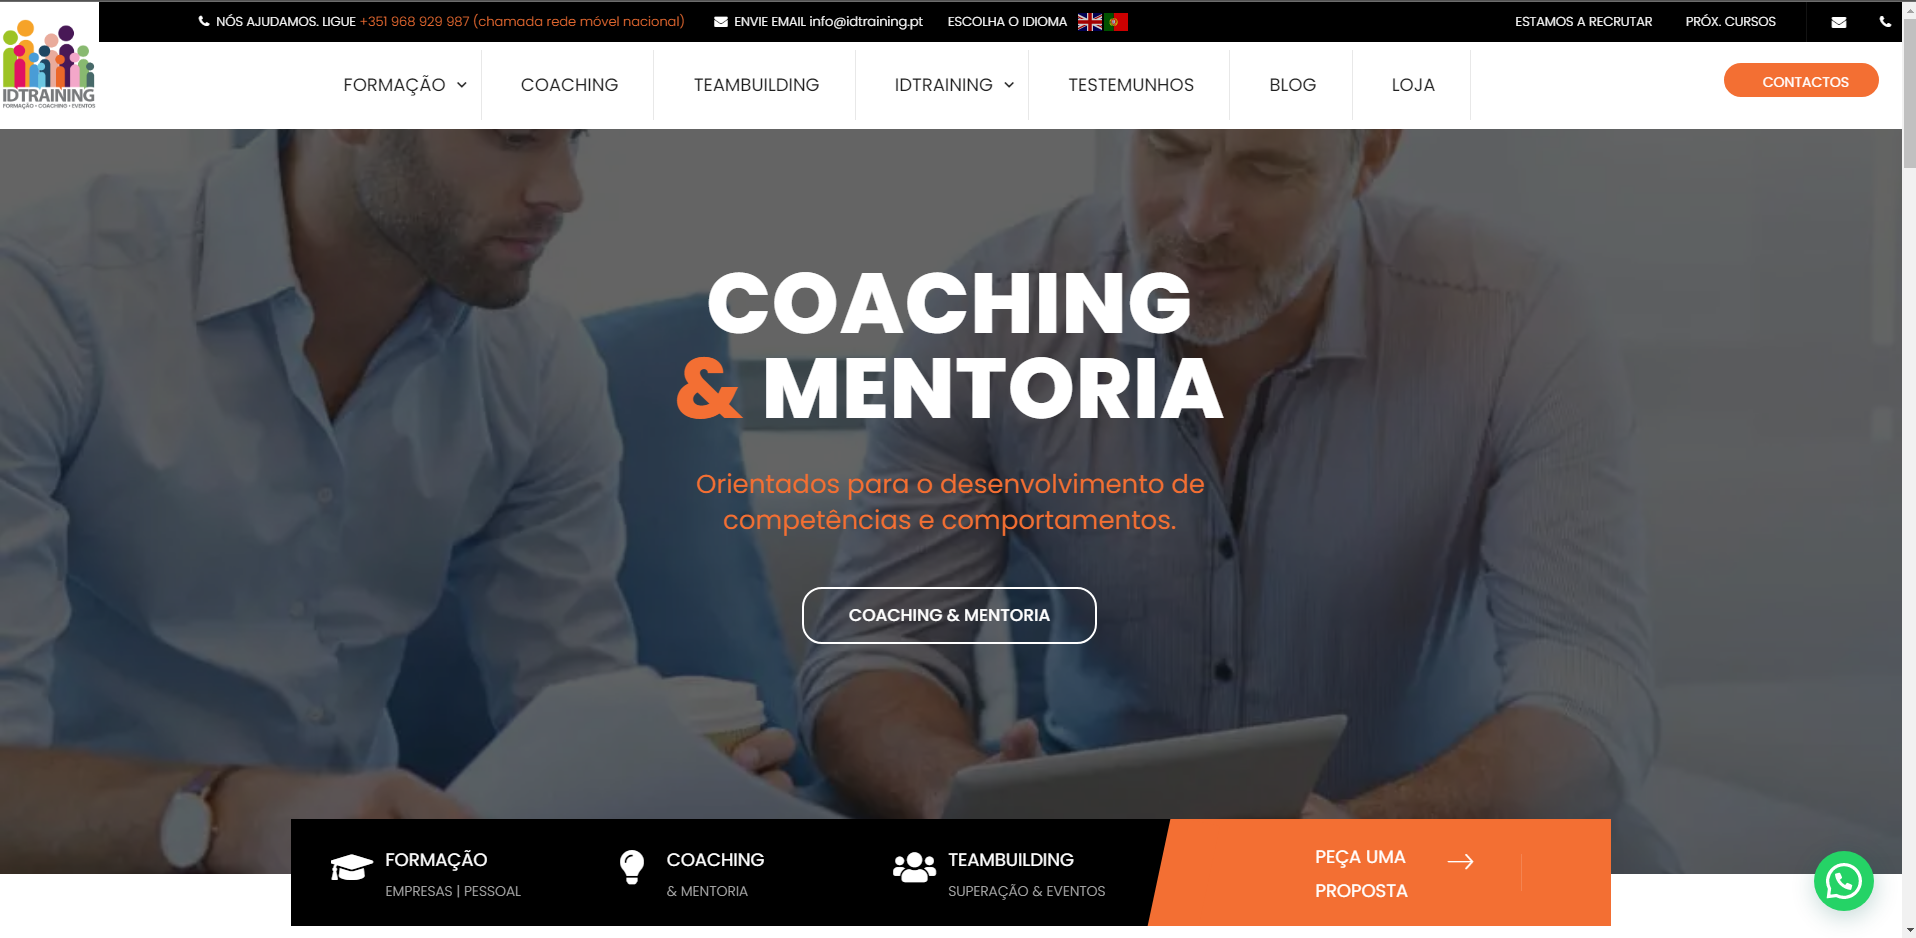 NÓS AJUDAMOS. LIGUE +351 968 929 987 (chamada rede móvel nacional)
ENVIE EMAIL info@idtraining.pt
ESCOLHA O IDIOMA
ESTAMOS A RECRUTAR
PRÓX. CURSOS
IDTRAINING
FORMAÇÃO • COACHING • EVENTOS
FORMAÇÃO
COACHING
TEAMBUILDING
IDTRAINING
TESTEMUNHOS
BLOG
LOJA
CONTACTOS
COACHING
& MENTORIA
Orientados para o desenvolvimento de
competências e comportamentos.
COACHING & MENTORIA
FORMAÇÃO
EMPRESAS | PESSOAL
COACHING
& MENTORIA
TEAMBUILDING
SUPERAÇÃO & EVENTOS
PEÇA UMA
PROPOSTA